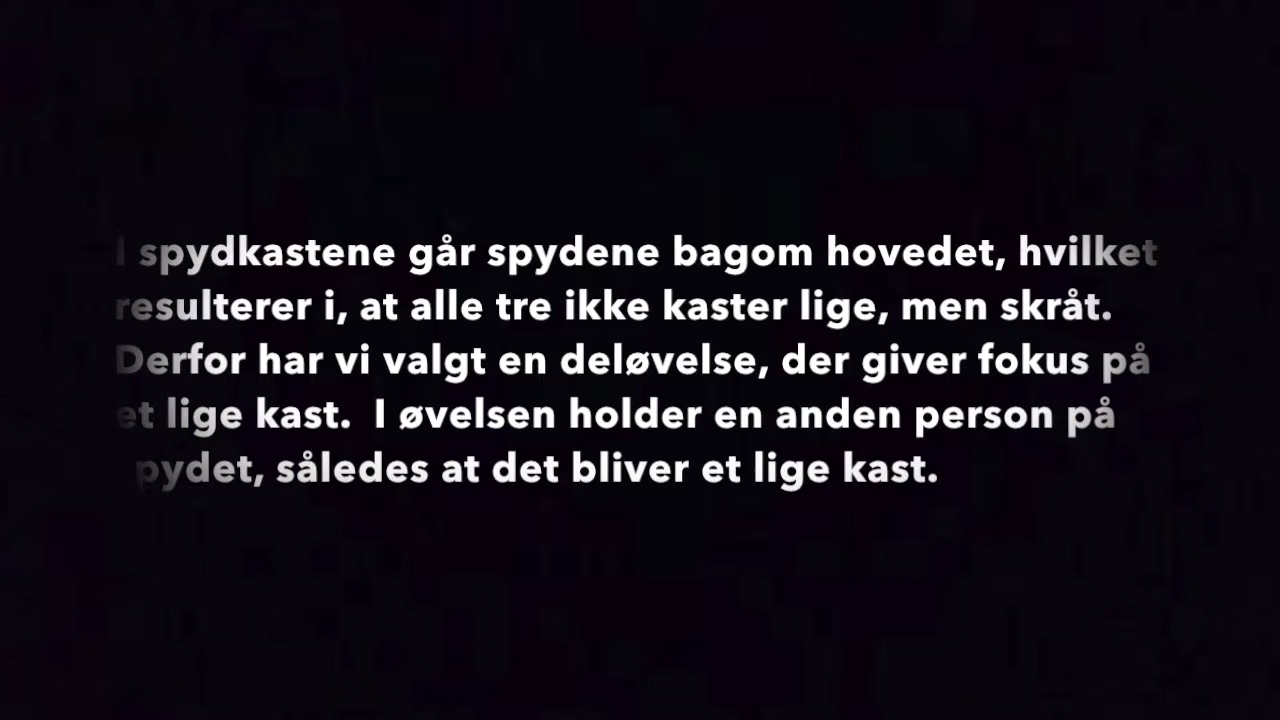 I spydkastene går spydene bagom hovedet, hvilket
resulterer i, at alle tre ikke kaster lige, men skråt.
Derfor har vi valgt en deløvelse, der giver fokus på
et lige kast.  I øvelsen holder en anden person på
pydet, således at det bliver et lige kast.